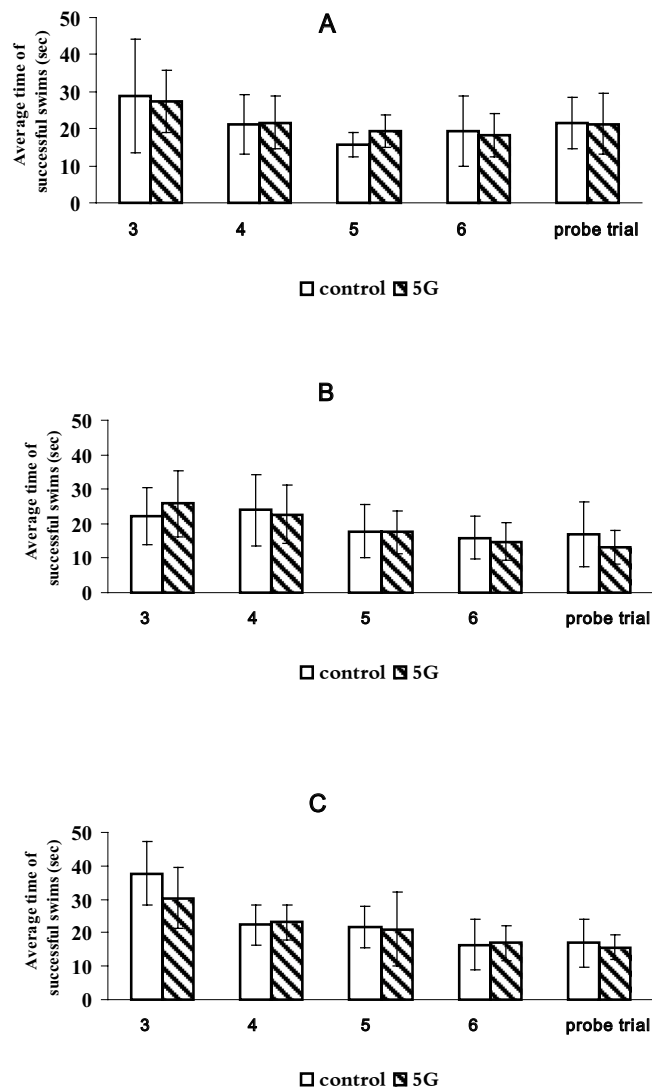 A
Average time of
successful swims (sec)
50
40
30
20
10
0
3 4 5 6 probe trial
control 5G
B
Average time of
successful swims (sec)
50
40
30
20
10
0
3 4 5 6 probe trial
control 5G
C
Average time of
successful swims (sec)
50
40
30
20
10
0
3 4 5 6 probe trial
control 5G